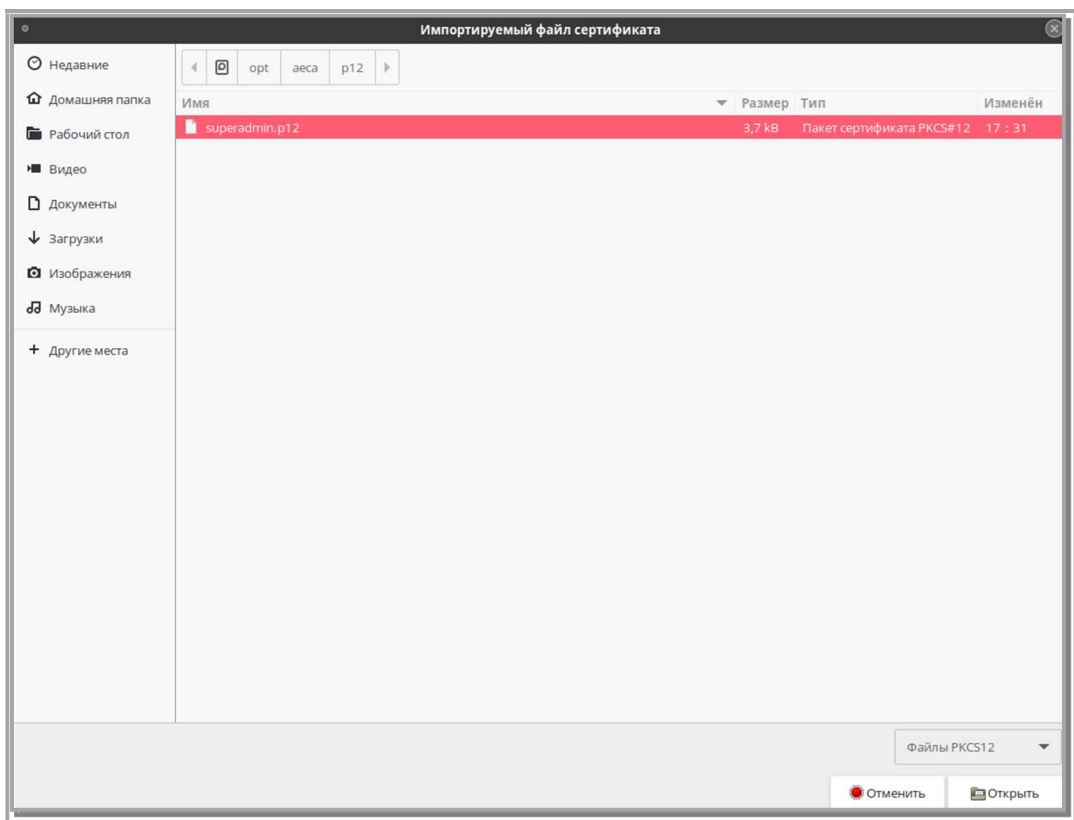 Импортируемый файл сертификата
Недавние
Домашняя папка
Рабочий стол
Видео
Документы
Загрузки
Изображения
Музыка
Другие места
opt aeca p12
Имя Размер Тип Изменён
superadmin.p12 3,7 kB Пакет сертификата PKCS#12 17 : 31
Файлы PKCS12
Отменить Открыть